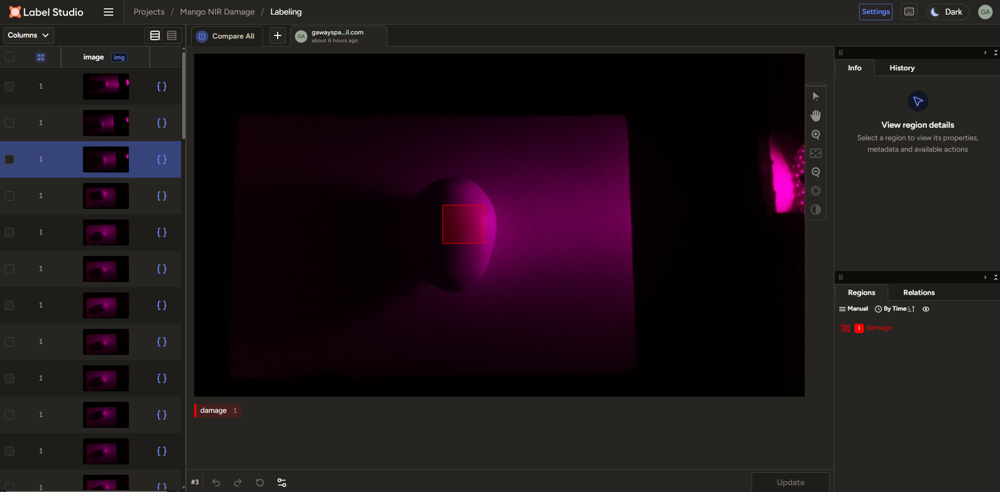 Label Studio
Projects / Mango NIR Damage / Labeling
Settings
Dark
GA
Columns
Compare All
+
GA
gawayspa...il.com
about 6 hours ago
image img
1 { }
1 { }
1 { }
1 { }
1 { }
1 { }
1 { }
1 { }
1 { }
1 { }
1 { }
1 { }
Info
History
View region details
Select a region to view its properties,
metadata and available actions
Regions
Relations
Manual
By Time
1 damage
damage 1
#3
Update